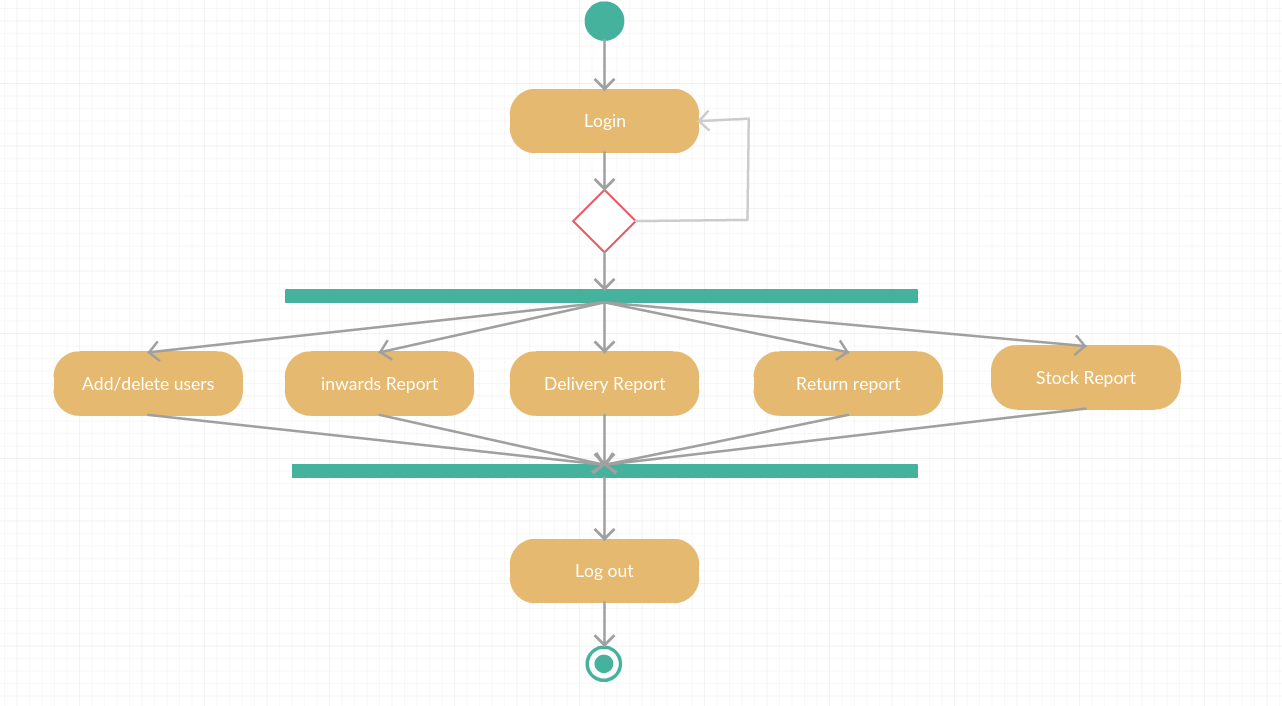 Login
Add/delete users
inwards Report
Delivery Report
Return report
Stock Report
Log out